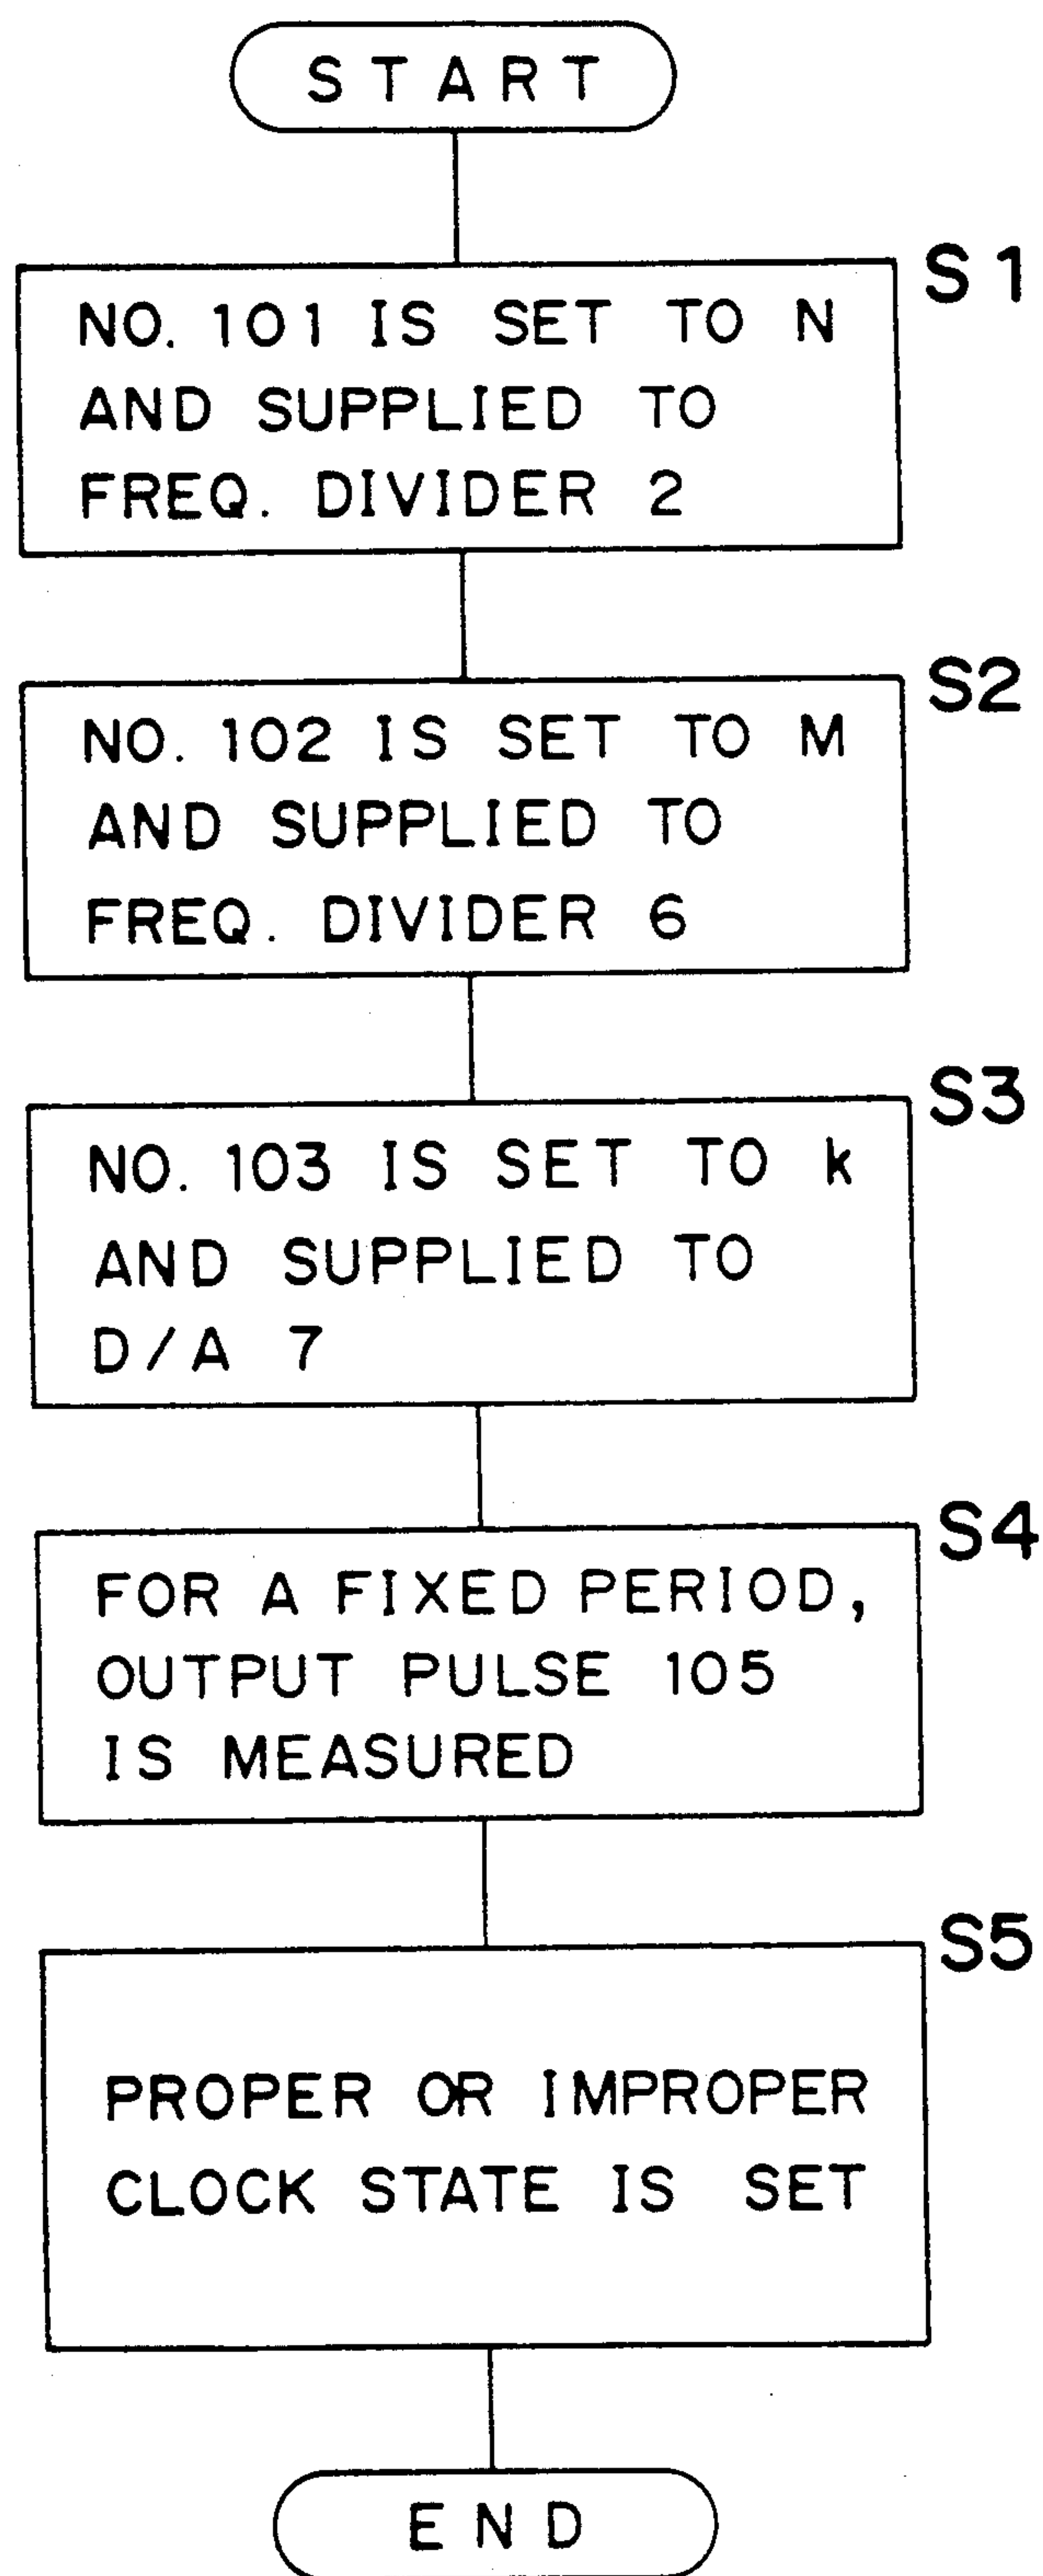 START
S1
NO. 101 IS SET TO N
AND SUPPLIED TO
FREQ. DIVIDER 2
S2
NO. 102 IS SET TO M
AND SUPPLIED TO
FREQ. DIVIDER 6
S3
NO. 103 IS SET TO k
AND SUPPLIED TO
D/A 7
S4
FOR A FIXED PERIOD,
OUTPUT PULSE 105
IS MEASURED
S5
PROPER OR IMPROPER
CLOCK STATE IS SET
END